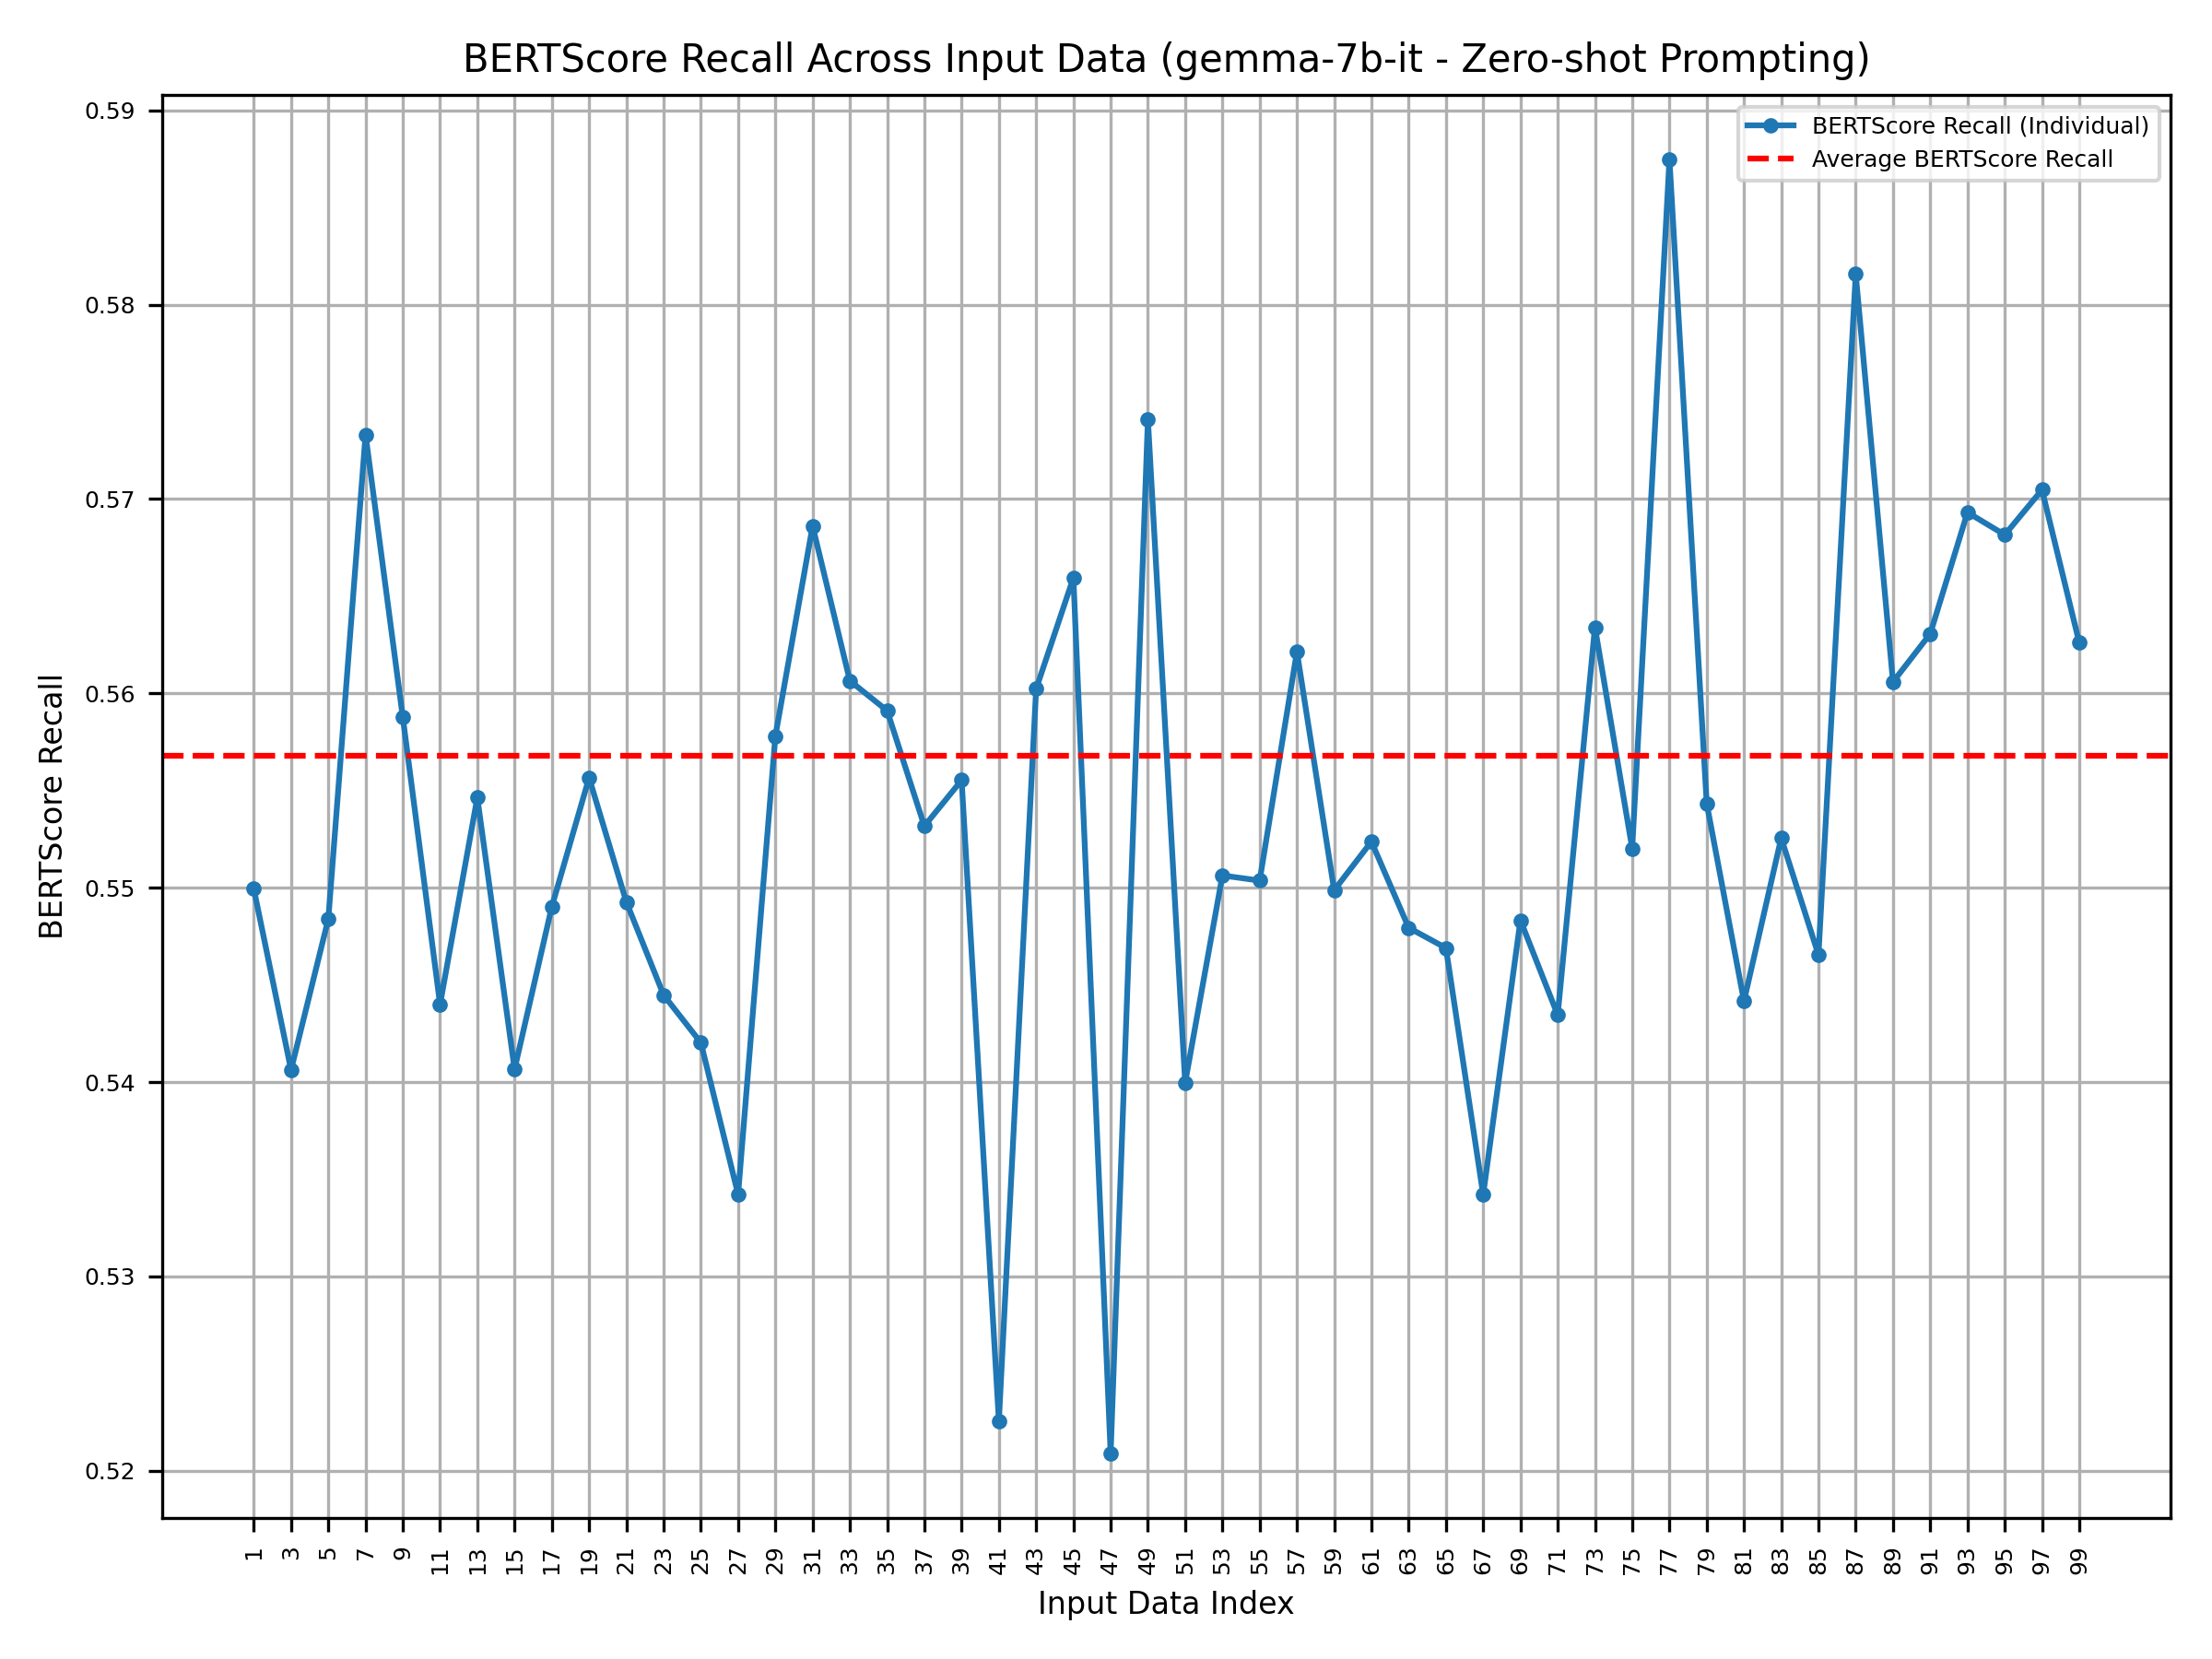 BERTScore Recall Across Input Data (gemma-7b-it - Zero-shot Prompting)
BERTScore Recall (Individual)
Average BERTScore Recall
BERTScore Recall
0.59
0.58
0.57
0.56
0.55
0.54
0.53
0.52
1 3 5 7 9 11 13 15 17 19 21 23 25 27 29 31 33 35 37 39 41 43 45 47 49 51 53 55 57 59 61 63 65 67 69 71 73 75 77 79 81 83 85 87 89 91 93 95 97 99
Input Data Index